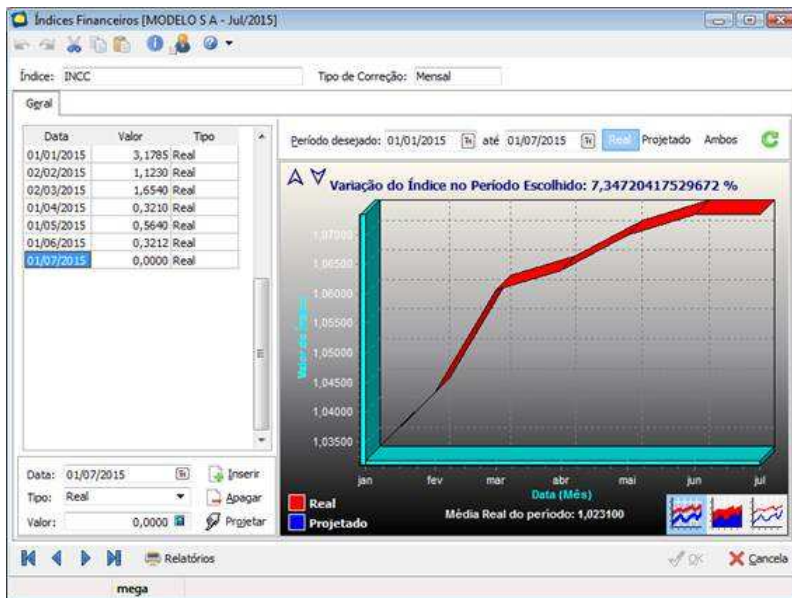 Índices Financeiros [MODELO S A - Jul/2015]
Índice: INCC Tipo de Correção: Mensal
Geral
Data Valor Tipo
01/01/2015 3,1785 Real
02/02/2015 1,1230 Real
02/03/2015 1,6540 Real
01/04/2015 0,3210 Real
01/05/2015 0,5640 Real
01/06/2015 0,3212 Real
01/07/2015 0,0000 Real
Data: 01/07/2015 Inserir
Tipo: Real Apagar
Valor: 0,0000 Projetar
Período desejado: 01/01/2015 até 01/07/2015 Real Projetado Ambos
Variação do Índice no Período Escolhido: 7,34720417529672 %
1,07000
1,06500
1,06000
1,05500
1,05000
1,04500
1,04000
1,03500
jan fev mar abr mai jun jul
Data (Mês)
Real
Projetado
Média Real do período: 1,023100
Relatórios OK Cancela
mega